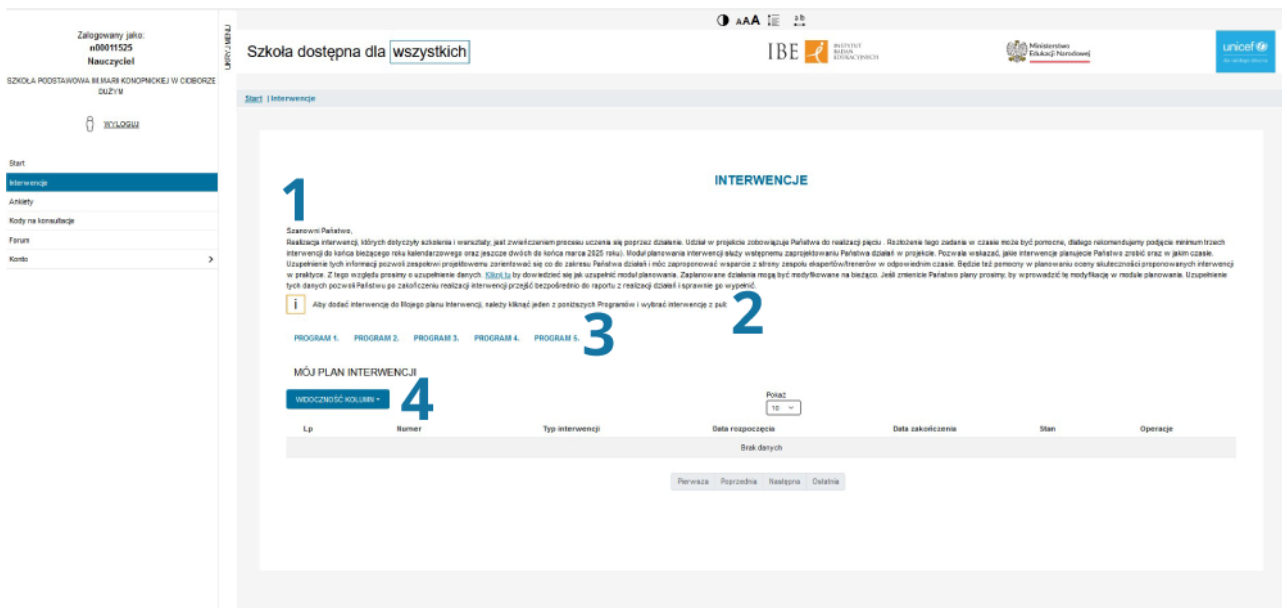 Zalogowany jako:
n00011525
Nauczyciel
SZKOŁA PODSTAWOWA IM.MARII KONOPNICKIEJ W CIDBORZE
DUŻYM
WYLOGUJ
Start
Interwencje
Ankiety
Kody na konsultacje
Forum
Konto
UKRYJ MENU
AAA
a b
Szkoła dostępna dla wszystkich
IBE INSTYTUT BADAŃ EDUKACYJNYCH
Ministerstwo Edukacji Narodowej
unicef
dla każdego dziecka
Start | Interwencje
INTERWENCJE
1
Szanowni Państwo,
Realizacja interwencji, których dotyczyły szkolenia i warsztaty, jest zwieńczeniem procesu uczenia się poprzez działanie. Udział w projekcie zobowiązuje Państwa do realizacji pięciu . Rozłożenie tego zadania w czasie może być pomocne, dlatego rekomendujemy podjęcie minimum trzech
interwencji do końca bieżącego roku kalendarzowego oraz jeszcze dwóch do końca marca 2025 roku). Moduł planowania interwencji służy wstępnemu zaprojektowaniu Państwa działań w projekcie. Pozwala wskazać, jakie interwencje planujecie Państwo zrobić oraz w jakim czasie.
Uzupełnienie tych informacji pozwoli zespołowi projektowemu zorientować się co do zakresu Państwa działań i móc zaproponować wsparcie z strony zespołu ekspertów/trenerów w odpowiednim czasie. Będzie też pomocny w planowaniu oceny skuteczności proponowanych interwencji
w praktyce. Z tego względu prosimy o uzupełnienie danych. Kliknij tu by dowiedzieć się jak uzupełnić moduł planowania. Zaplanowane działania mogą być modyfikowane na bieżąco. Jeśli zmienicie Państwo plany prosimy, by wprowadzić tę modyfikację w module planowania. Uzupełnienie
tych danych pozwoli Państwu po zakończeniu realizacji interwencji przejść bezpośrednio do raportu z realizacji działań i sprawnie go wypełnić.
i Aby dodać interwencję do Mojego planu Interwencji, należy kliknąć jeden z poniższych Programów i wybrać interwencję z puli:
2
PROGRAM 1. PROGRAM 2. PROGRAM 3. PROGRAM 4. PROGRAM 5.
3
MÓJ PLAN INTERWENCJI
WIDOCZNOŚĆ KOLUMN
4
Pokaż
10
Lp Numer Typ interwencji Data rozpoczęcia Data zakończenia Stan Operacje
Brak danych
Pierwsza Poprzednia Następna Ostatnia